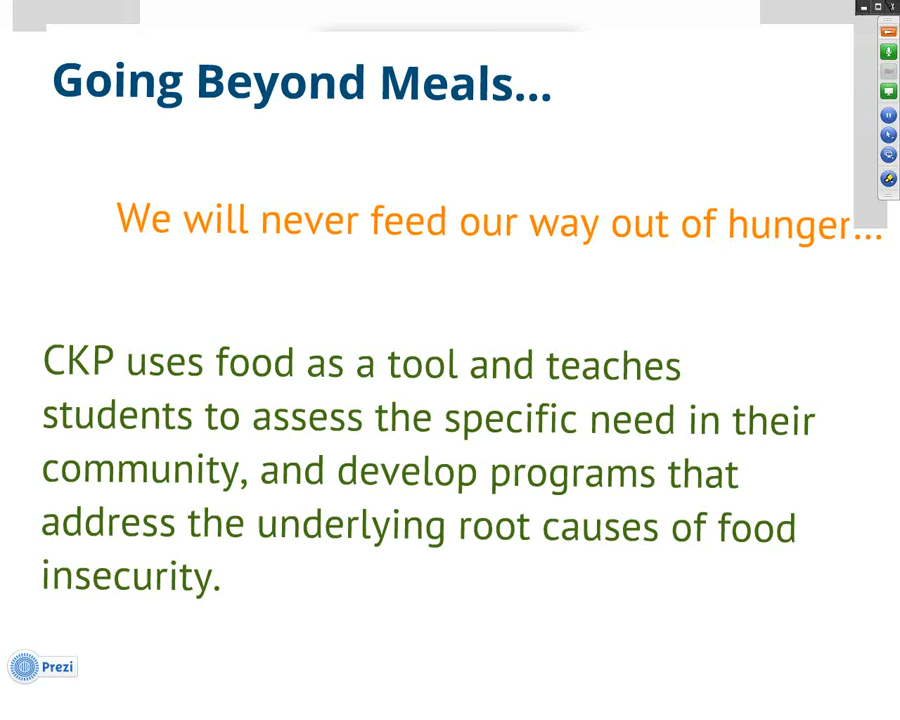 Going Beyond Meals...
We will never feed our way out of hunger...
CKP uses food as a tool and teaches
students to assess the specific need in their
community, and develop programs that
address the underlying root causes of food
insecurity.
Prezi